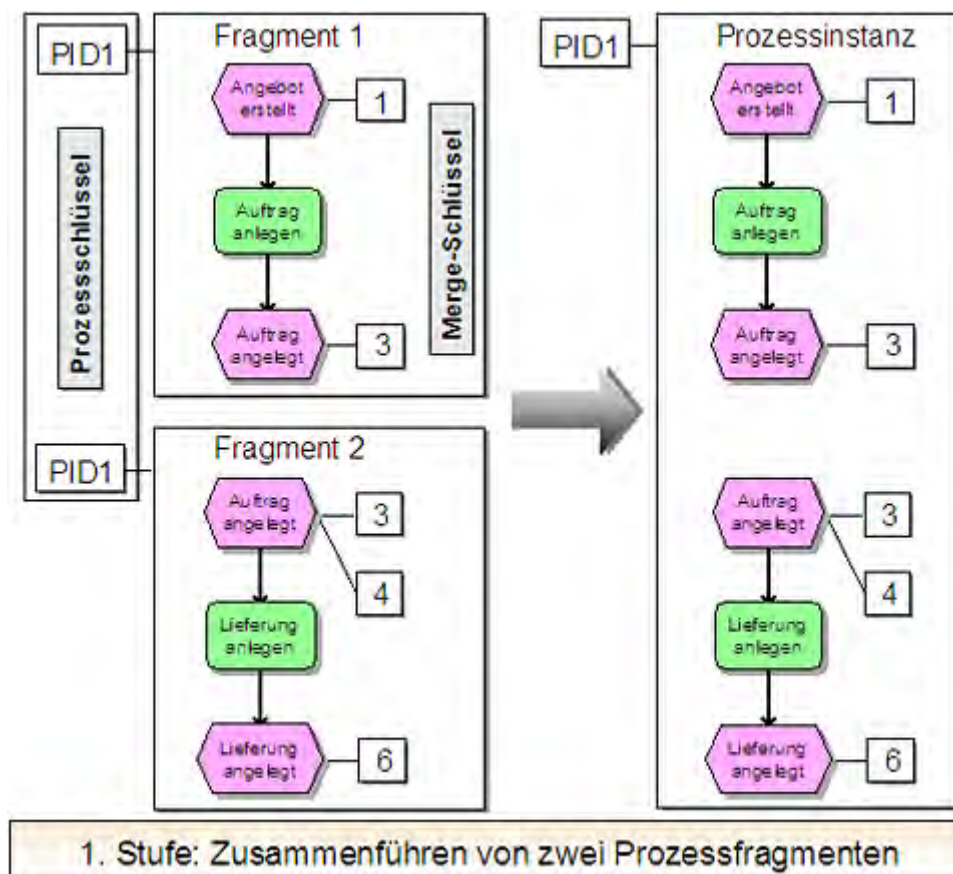 PID1
Prozessschlüssel
PID1
Fragment 1
Angebot
erstellt
1
Auftrag
anlegen
Auftrag
angelegt
3
Merge-Schlüssel
Fragment 2
Auftrag
angelegt
3
4
Lieferung
anlegen
Lieferung
angelegt
6
PID1
Prozessinstanz
Angebot
erstellt
1
Auftrag
anlegen
Auftrag
angelegt
3
Auftrag
angelegt
3
4
Lieferung
anlegen
Lieferung
angelegt
6
1. Stufe: Zusammenführen von zwei Prozessfragmenten